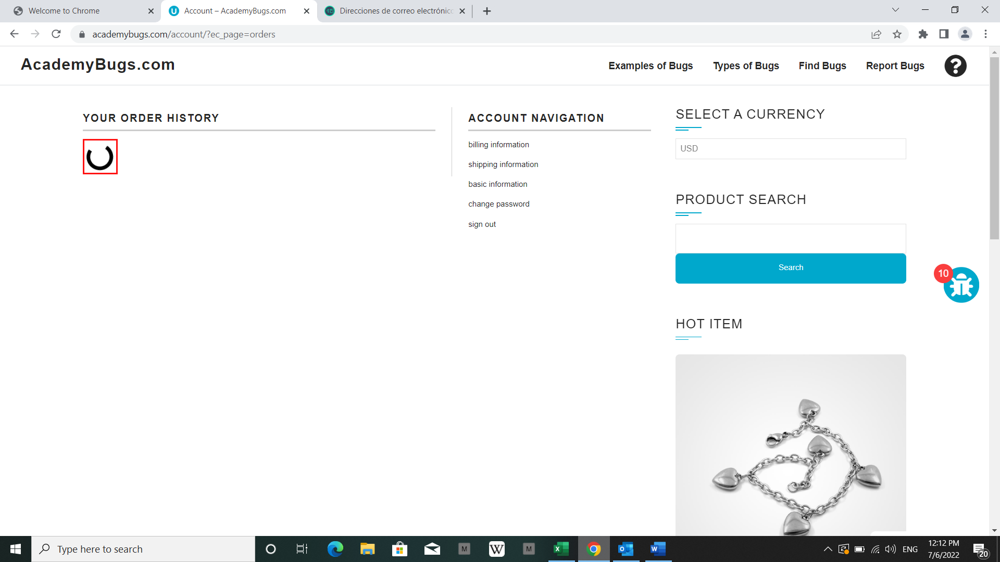 Welcome to Chrome
Account – AcademyBugs.com
Direcciones de correo electrónic
academybugs.com/account/?ec_page=orders
AcademyBugs.com
Examples of Bugs
Types of Bugs
Find Bugs
Report Bugs
?
YOUR ORDER HISTORY
ACCOUNT NAVIGATION
billing information
shipping information
basic information
change password
sign out
SELECT A CURRENCY
USD
PRODUCT SEARCH
Search
10
HOT ITEM
Type here to search
M
W
M
ENG
12:12 PM
7/6/2022
20